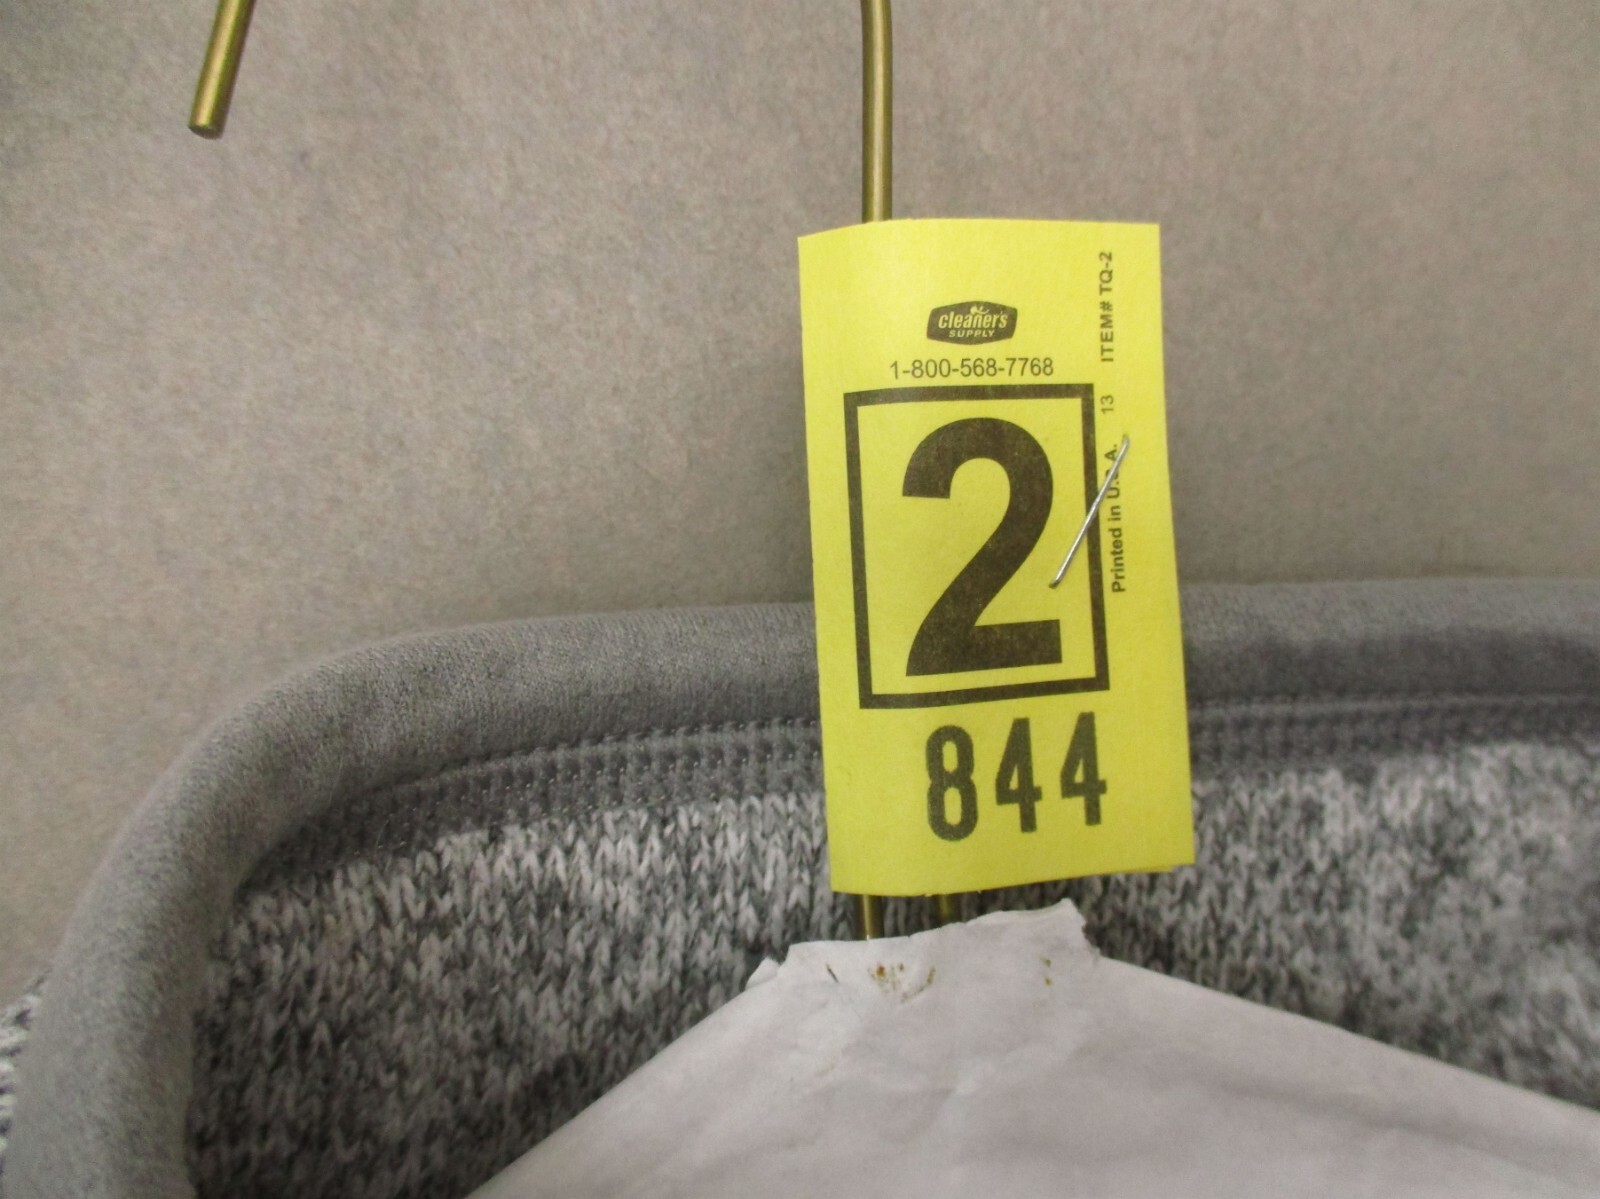 cleaner's
SUPPLY
1-800-568-7768
2
844
Printed in U.S.A. 13 ITEM# TQ-2